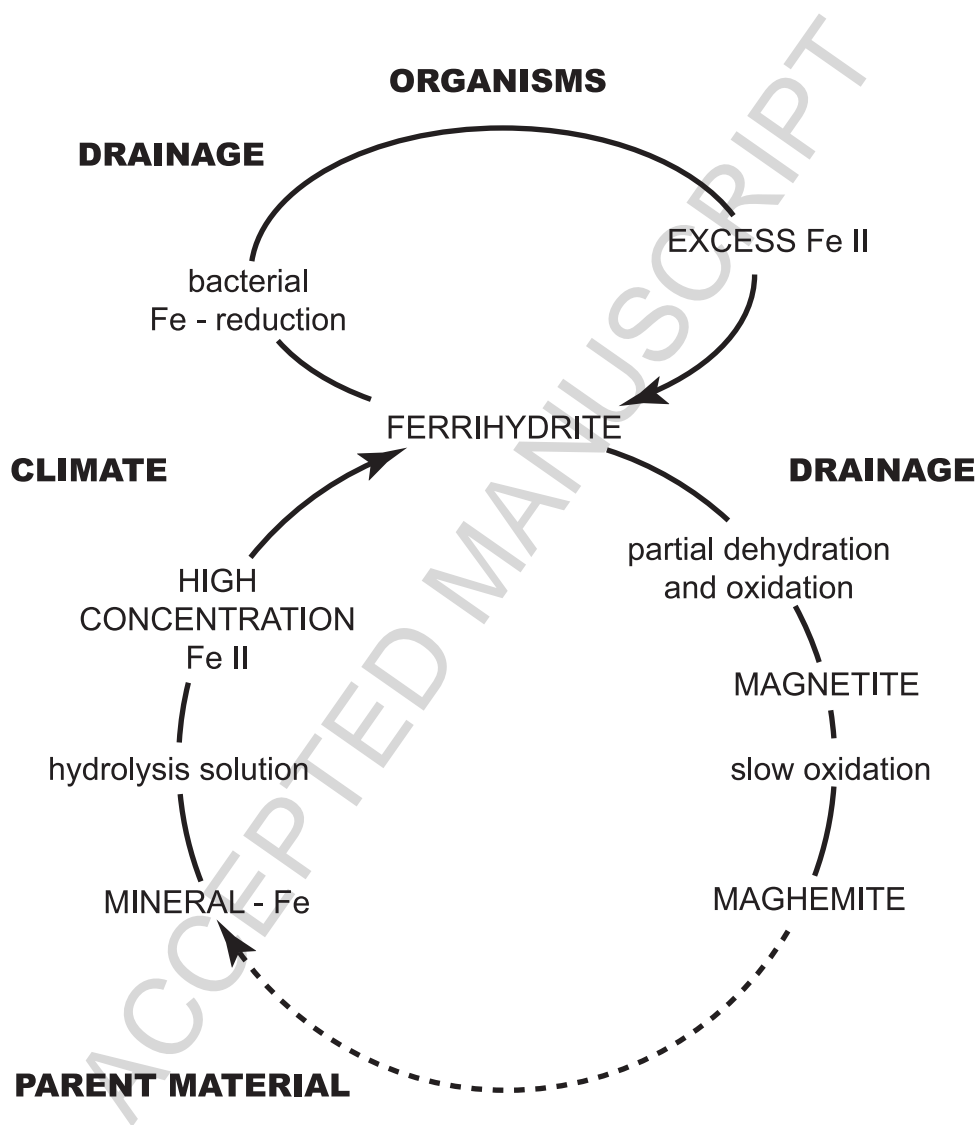 ORGANISMS
DRAINAGE
EXCESS Fe II
bacterial
Fe - reduction
FERRIHYDRITE
CLIMATE
DRAINAGE
partial dehydration
and oxidation
HIGH
CONCENTRATION
Fe II
MAGNETITE
hydrolysis solution
slow oxidation
MINERAL - Fe
MAGHEMITE
PARENT MATERIAL
ACCEPTED MANUSCRIPT